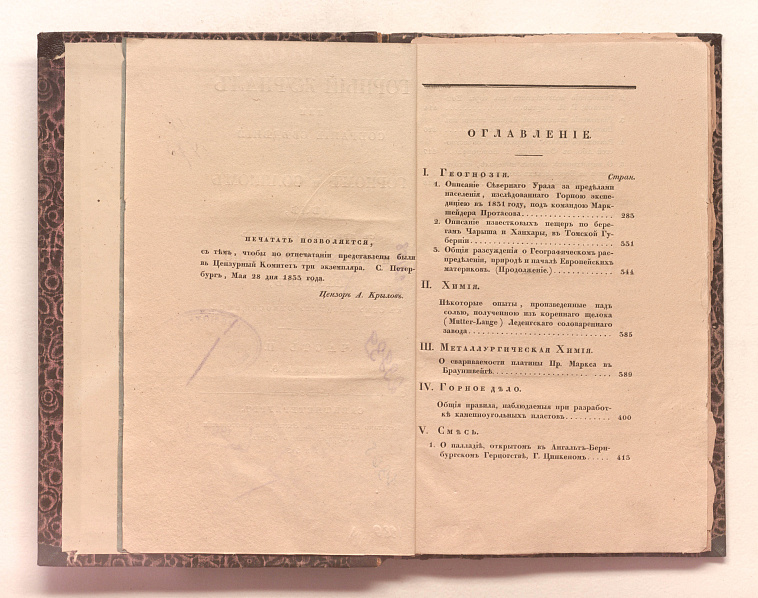 ПЕЧАТАТЬ ПОЗВОЛЯЕТСЯ,
съ тѣмъ, чтобы по отпечатаніи представлены были
въ Цензурный Комитетъ три экземпляра. С. Петер-
бургъ, Мая 28 дня 1833 года.
Цензоръ А. Крыловъ.
ОГЛАВЛЕНІЕ.
I. Геогнозія.
Стран.
1. Описаніе Сѣвернаго Урала за предѣлами
населенія, изслѣдованнаго Горною экспе-
дицією въ 1831 году, подъ командою Марк-
шейдера Протасова. 283
2. Описаніе известковыхъ пещеръ по бере-
гамъ Чарыша и Ханхары, въ Томской Гу-
берніи 331
3. Общія разсужденія о Географическомъ рас-
предѣленіи, природѣ и началѣ Европейскихъ
материковъ. (Продолженіе.) 344
II. Химія.
Нѣкоторые опыты, произведенные надъ
солью, полученною изъ кореннаго щелока
(Mutter-Lauge) Леденгскаго соловареннаго
завода 385
III. Металлургическая Химія.
О свариваемости платины Пр. Маркса въ
Брауншвейгѣ. 389
IV. Горное дѣло.
Общія правила, наблюдаемыя при разработ-
кѣ каменноугольныхъ пластовъ 400
V. Смѣсь.
1. О палладіѣ, открытомъ въ Ангальтъ-Берн-
бургскомъ Герцогствѣ, Г. Цинкеномъ 415